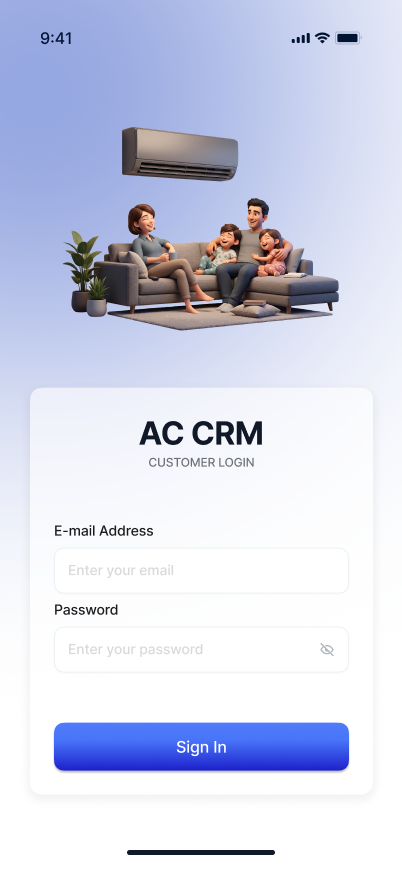 9:41
AC CRM
CUSTOMER LOGIN
E-mail Address
Enter your email
Password
Enter your password
Sign In